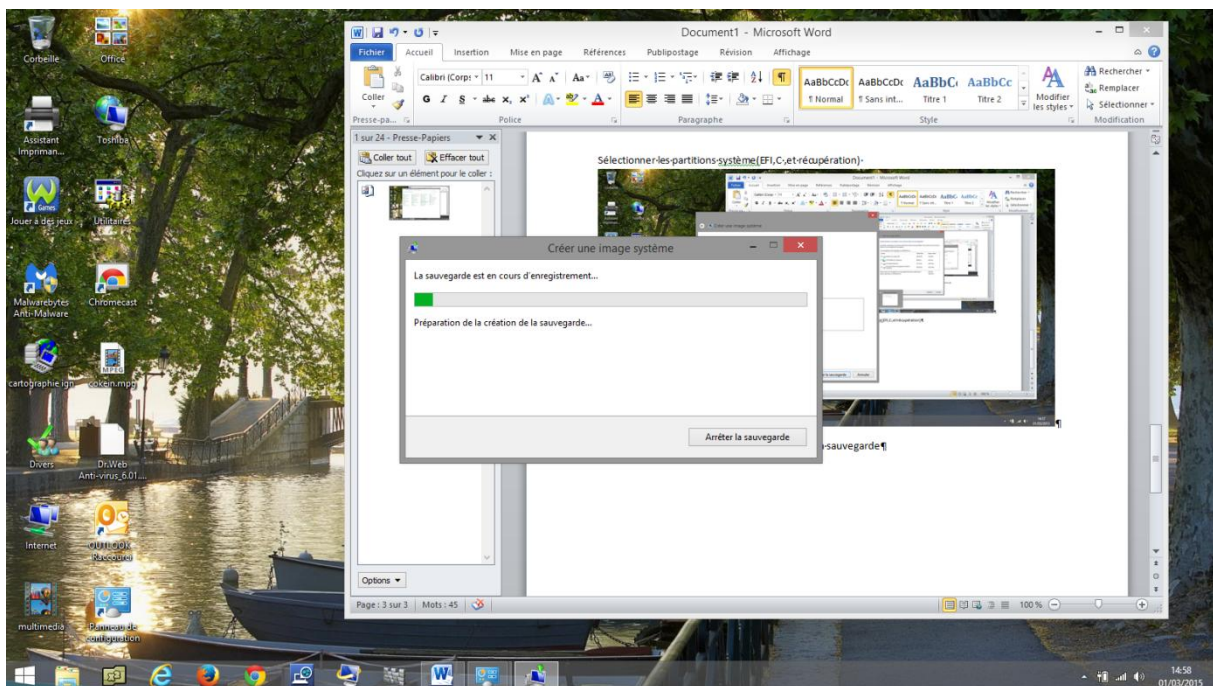 Corbeille
Office
Assistant Impriman...
Toshiba
Jouer à des jeux
Utilitaires
Malwarebytes Anti-Malware
Chromecast
cartographie ign
cokein.mpg
Divers
Dr.Web Anti-virus_6.01....
Internet
OUTLOOK Raccourci
multimedia
Panneau de configuration
Document1 - Microsoft Word
Fichier Accueil Insertion Mise en page Références Publipostage Révision Affichage
Coller
Calibri (Corps 11
G I S abc x, x²
AaBbCcDc AaBbCcDc AaBbC AaBbCc
¶ Normal ¶ Sans int... Titre 1 Titre 2
Modifier les styles
Rechercher
Remplacer
Sélectionner
Presse-pa... Police Paragraphe Style Modification
1 sur 24 - Presse-Papiers
Coller tout Effacer tout
Cliquez sur un élément pour le coller :
Sélectionner·les·partitions·système(EFI,C·,et·récupération)·
Créer une image système
La sauvegarde est en cours d'enregistrement...
Préparation de la création de la sauvegarde...
Arrêter la sauvegarde
sauvegarde¶
Options
Page : 3 sur 3 Mots : 45
100 %
14:58
01/03/2015